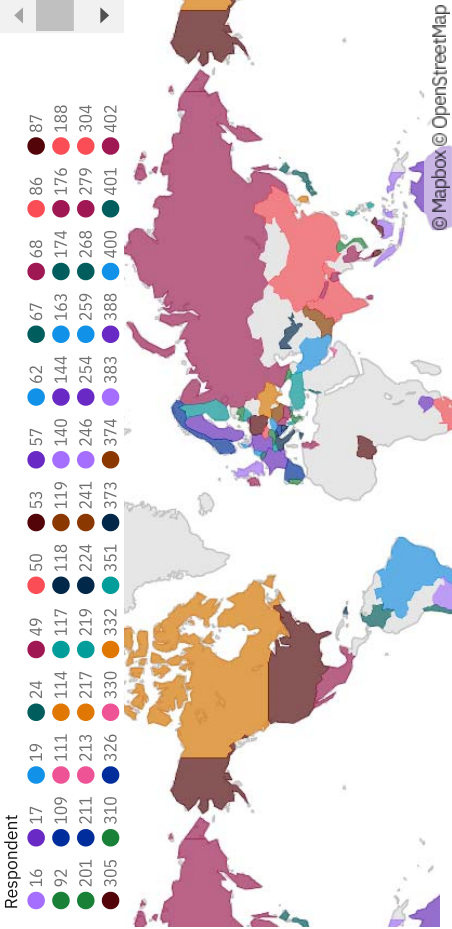 Respondent
16 17 19 24 49 50 53 57 62 67 68 86 87
92 109 111 114 117 118 119 140 144 163 174 176 188
201 211 213 217 219 224 241 246 254 259 268 279 304
305 310 326 330 332 351 373 374 383 388 400 401 402
© Mapbox © OpenStreetMap